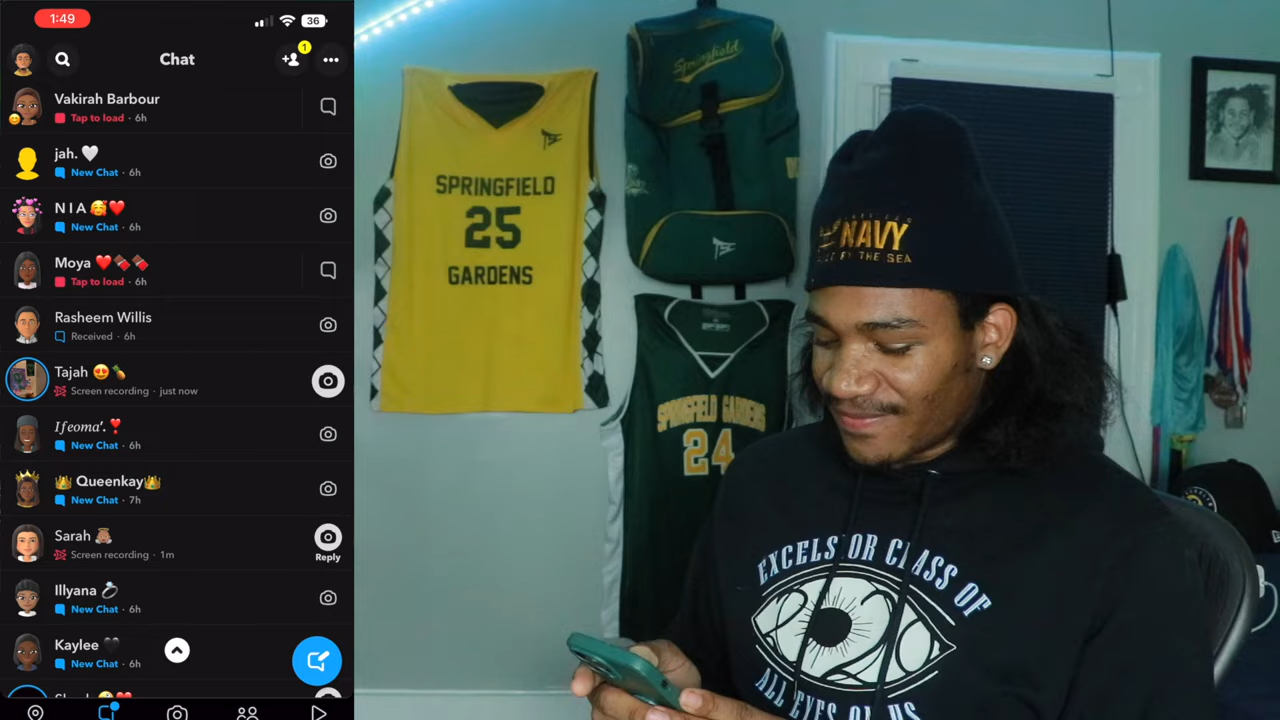 1:49
36
Chat
1
Vakirah Barbour
Tap to load · 6h
jah. 🤍
New Chat · 6h
N I A 🥰❤️
New Chat · 6h
Moya ❤️🍫🍫
Tap to load · 6h
Rasheem Willis
Received · 6h
Tajah 😍🍍
Screen recording · just now
Ifeoma'.❣️
New Chat · 6h
👑 Queenkay👑
New Chat · 7h
Sarah 👼🏽
Screen recording · 1m
Reply
Illyana 💍
New Chat · 6h
Kaylee 🖤
New Chat · 6h
SPRINGFIELD
25
GARDENS
Springfield
SPRINGFIELD GARDENS
24
NAVY
BY THE SEA
EXCELSIOR CLASS OF
ALL EYES OF US